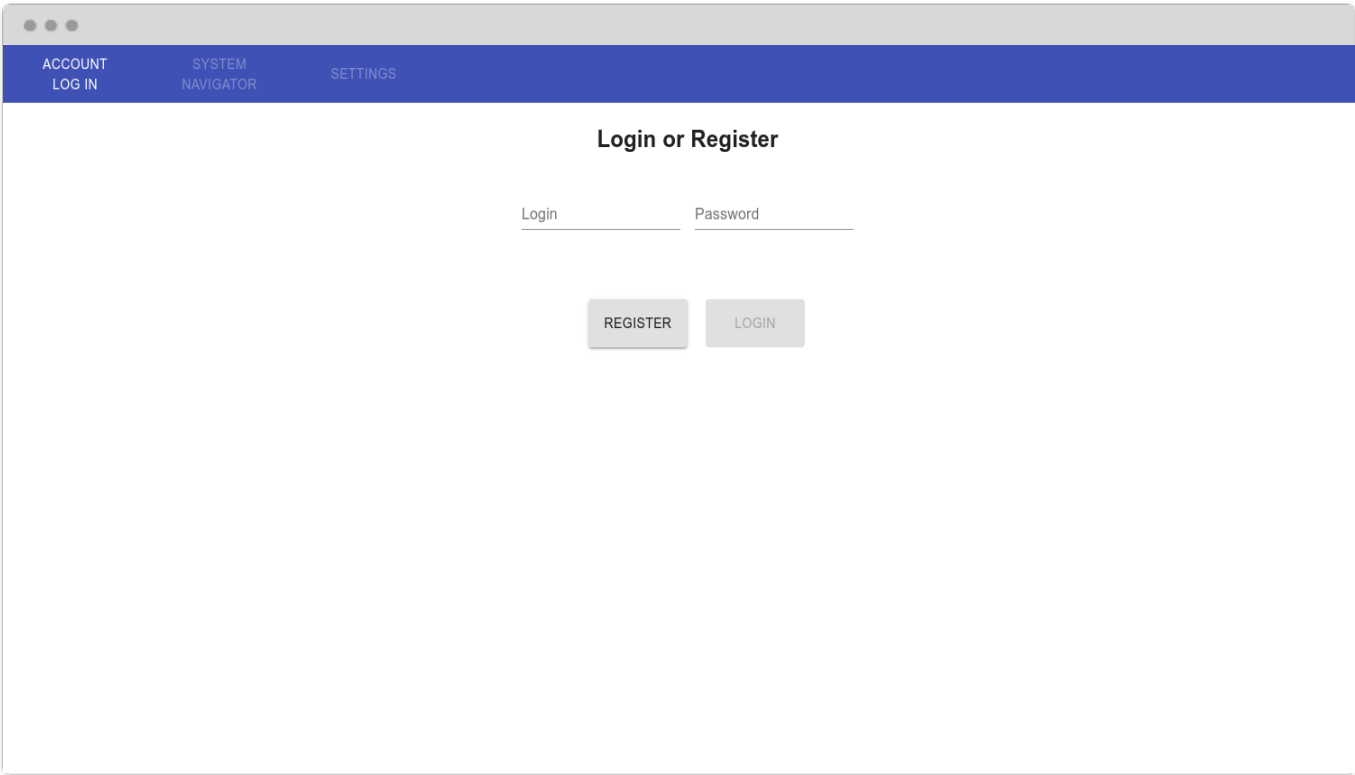 ACCOUNT
LOG IN
SYSTEM
NAVIGATOR
SETTINGS
Login or Register
Login
Password
REGISTER
LOGIN